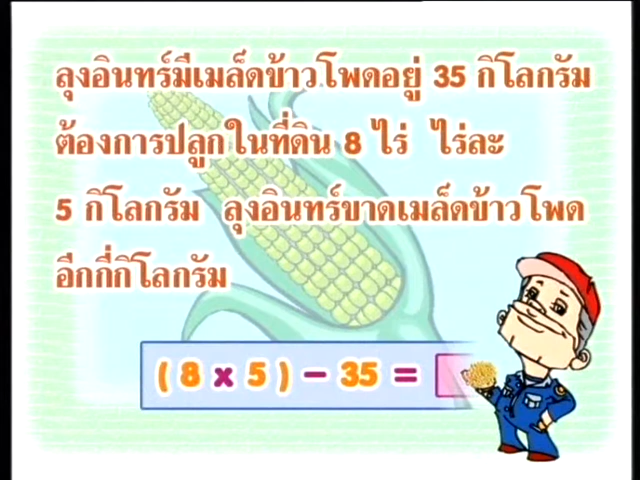 ลุงอินทร์มีเมล็ดข้าวโพดอยู่ 35 กิโลกรัม
ต้องการปลูกในที่ดิน 8 ไร่ ไร่ละ
5 กิโลกรัม ลุงอินทร์ขาดเมล็ดข้าวโพด
อีกกี่กิโลกรัม
( 8 x 5 ) – 35 =